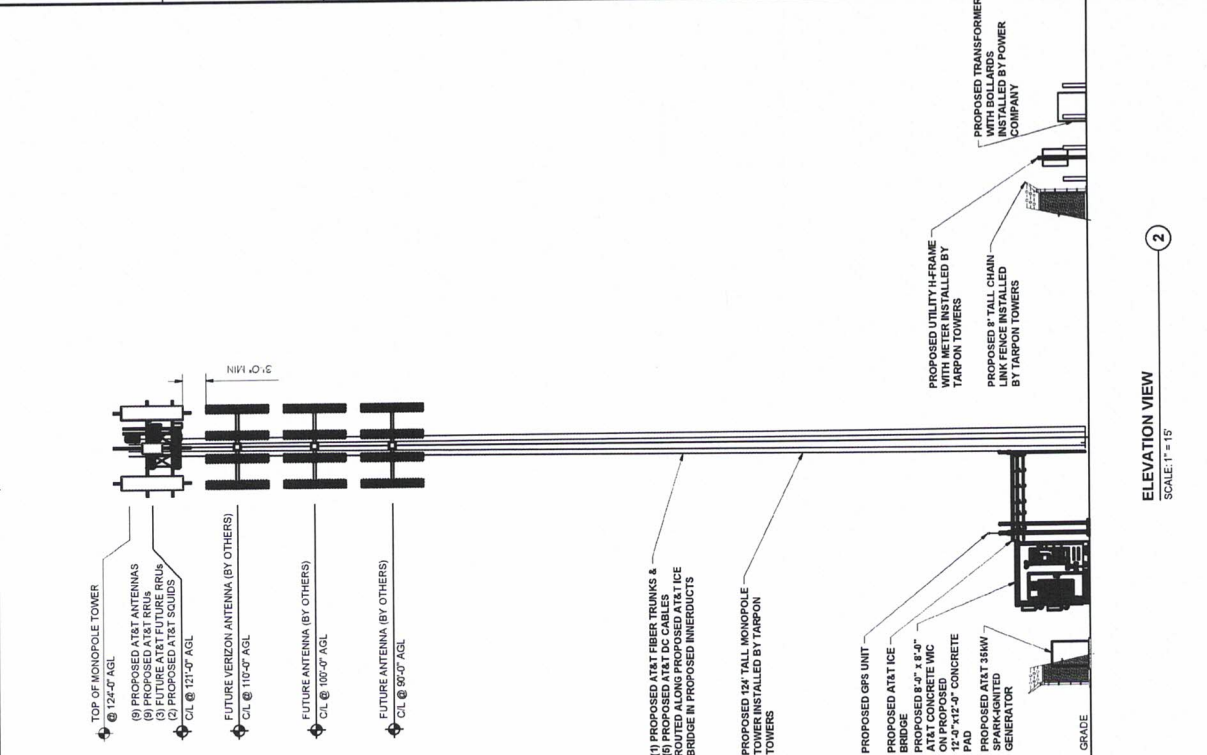 TOP OF MONOPOLE TOWER
@ 124'-0" AGL
(9) PROPOSED AT&T ANTENNAS
(9) PROPOSED AT&T RRUs
(3) FUTURE AT&T FUTURE RRUs
(2) PROPOSED AT&T SQUIDS
C/L @ 121'-0" AGL
FUTURE VERIZON ANTENNA (BY OTHERS)
C/L @ 110'-0" AGL
FUTURE ANTENNA (BY OTHERS)
C/L @ 100'-0" AGL
FUTURE ANTENNA (BY OTHERS)
C/L @ 90'-0" AGL
3'-0" MIN
(1) PROPOSED AT&T FIBER TRUNKS &
(5) PROPOSED AT&T DC CABLES
ROUTED ALONG PROPOSED AT&T ICE
BRIDGE IN PROPOSED INNERDUCTS
PROPOSED 124' TALL MONOPOLE
TOWER INSTALLED BY TARPON
TOWERS
PROPOSED GPS UNIT
PROPOSED AT&T ICE
BRIDGE
PROPOSED 8'-0" x 8'-0"
AT&T CONCRETE WIC
ON PROPOSED
12'-0"x12'-0" CONCRETE
PAD
PROPOSED AT&T 35kW
SPARK-IGNITED
GENERATOR
GRADE
PROPOSED UTILITY H-FRAME
WITH METER INSTALLED BY
TARPON TOWERS
PROPOSED 8' TALL CHAIN
LINK FENCE INSTALLED
BY TARPON TOWERS
PROPOSED TRANSFORMER
WITH BOLLARDS
INSTALLED BY POWER
COMPANY
ELEVATION VIEW
SCALE: 1" = 15'
2